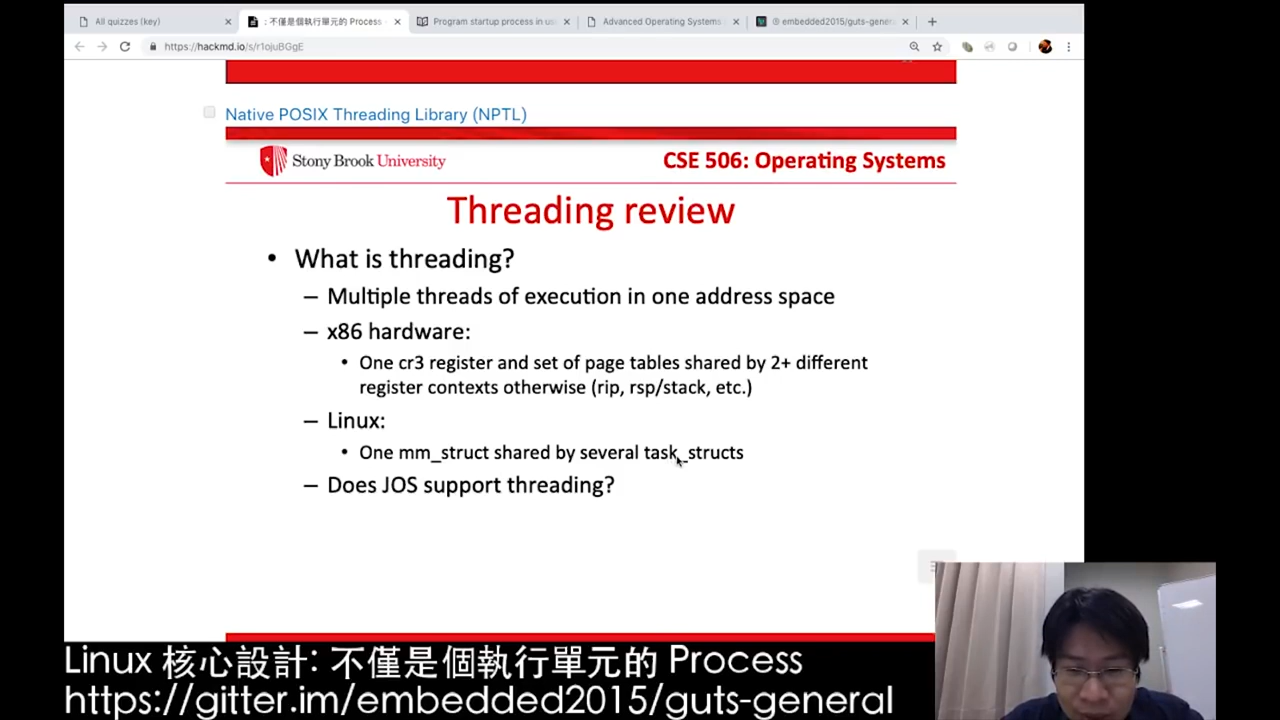 All quizzes (key)
: 不僅是個執行單元的 Process -
Program startup process in us
Advanced Operating Systems
embedded2015/guts-gener
https://hackmd.io/s/r1ojuBGgE
Native POSIX Threading Library (NPTL)
Stony Brook University
CSE 506: Operating Systems
Threading review
• What is threading?
– Multiple threads of execution in one address space
– x86 hardware:
• One cr3 register and set of page tables shared by 2+ different
register contexts otherwise (rip, rsp/stack, etc.)
– Linux:
• One mm_struct shared by several task_structs
– Does JOS support threading?
Linux 核心設計: 不僅是個執行單元的 Process
https://gitter.im/embedded2015/guts-general